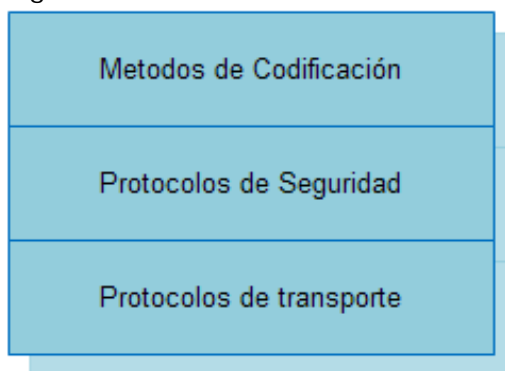 Metodos de Codificación
Protocolos de Seguridad
Protocolos de transporte